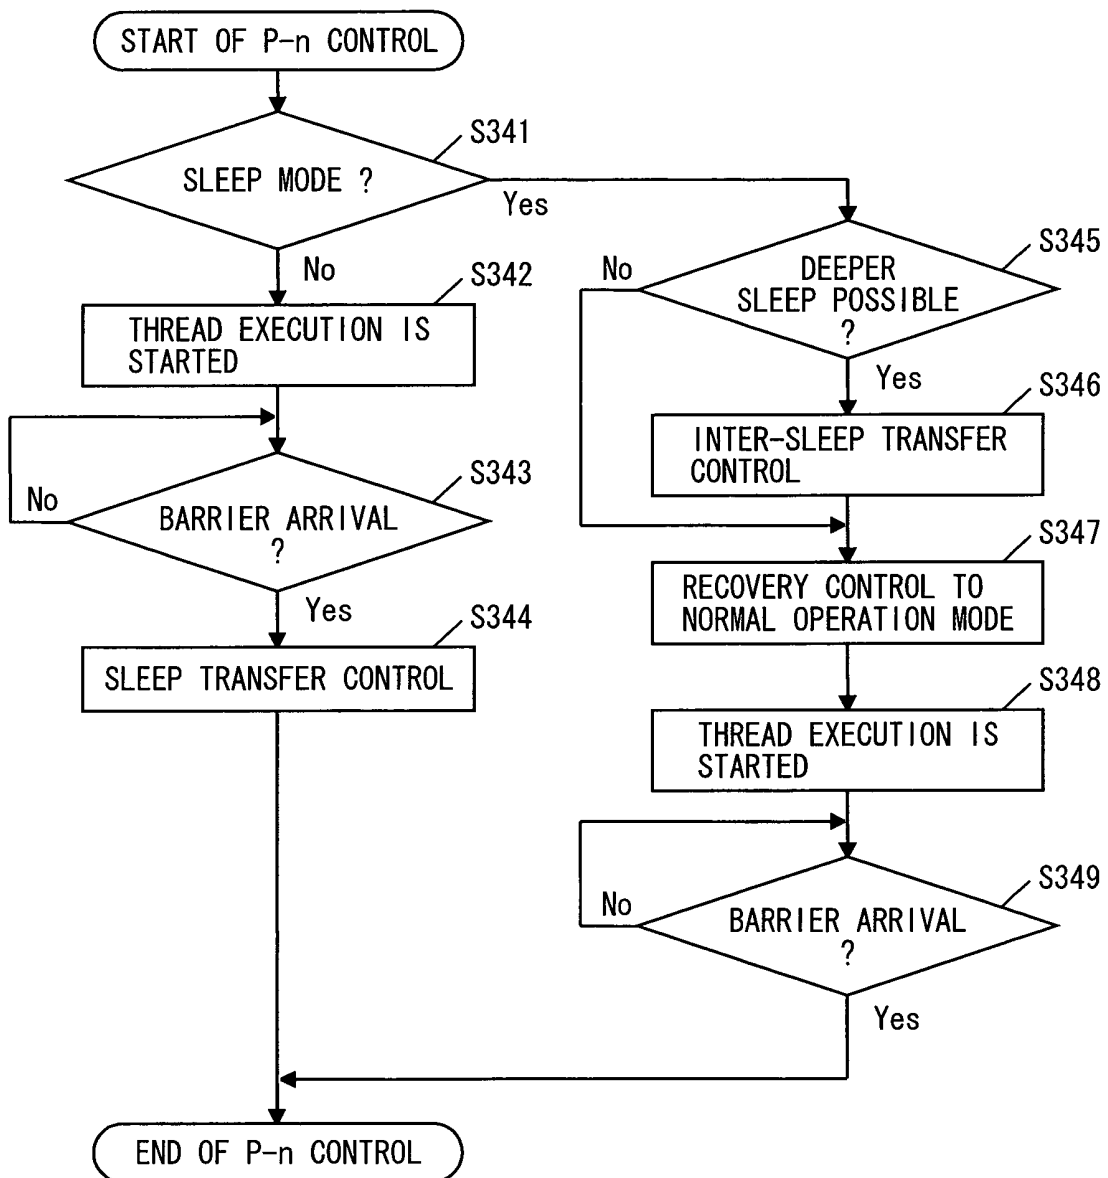 START OF P-n CONTROL
S341
SLEEP MODE ?
Yes
No
S342
THREAD EXECUTION IS
STARTED
S343
No
BARRIER ARRIVAL
?
Yes
S344
SLEEP TRANSFER CONTROL
S345
No
DEEPER
SLEEP POSSIBLE
?
Yes
S346
INTER-SLEEP TRANSFER
CONTROL
S347
RECOVERY CONTROL TO
NORMAL OPERATION MODE
S348
THREAD EXECUTION IS
STARTED
S349
No
BARRIER ARRIVAL
?
Yes
END OF P-n CONTROL